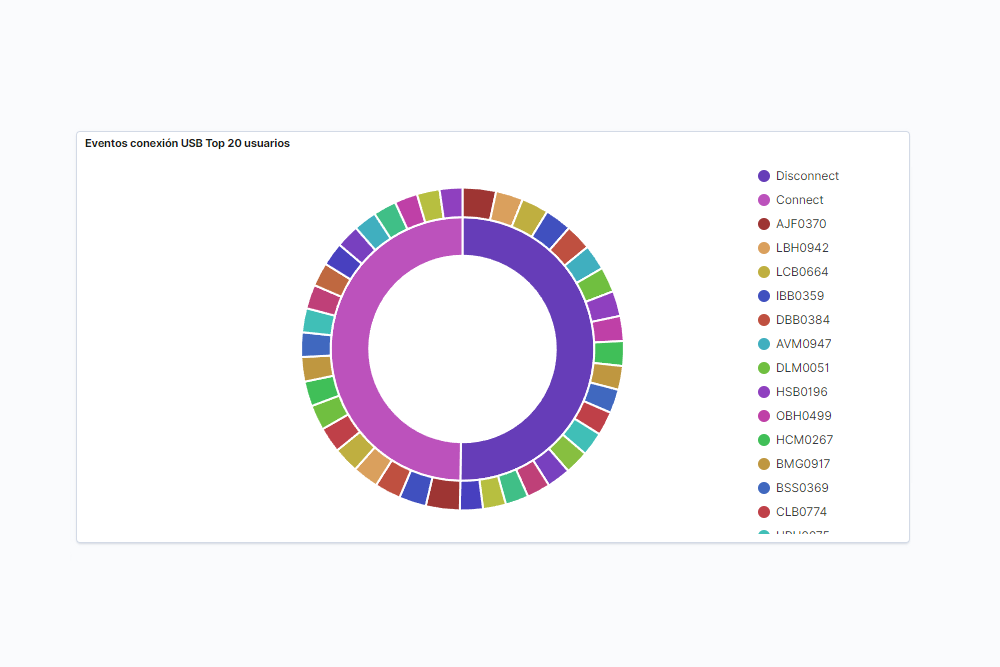 Eventos conexión USB Top 20 usuarios
Disconnect
Connect
AJF0370
LBH0942
LCB0664
IBB0359
DBB0384
AVM0947
DLM0051
HSB0196
OBH0499
HCM0267
BMG0917
BSS0369
CLB0774